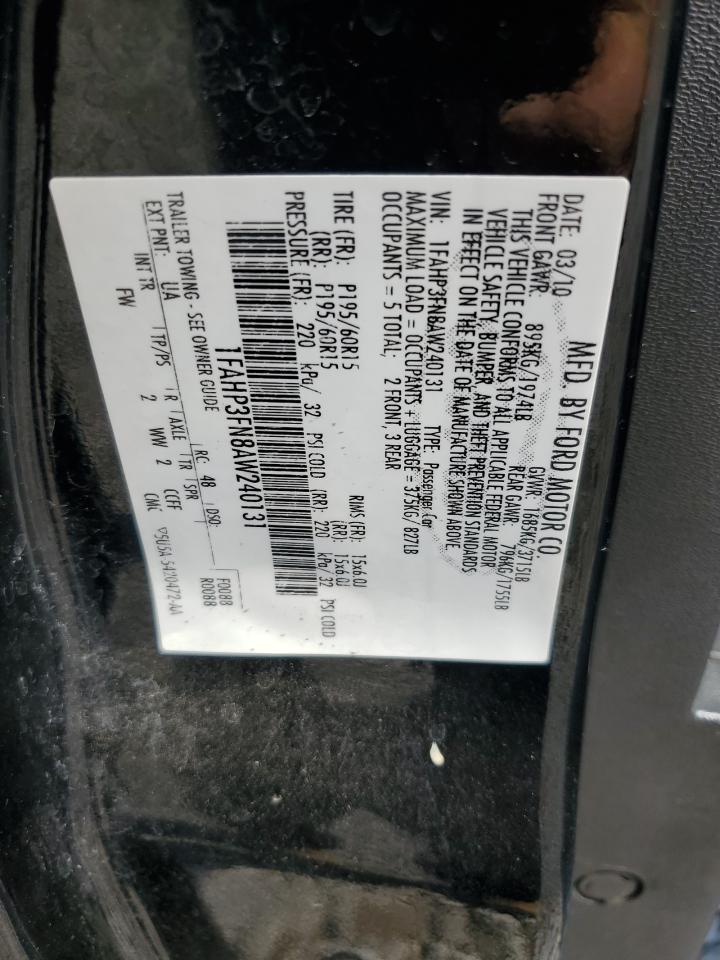 MFD. BY FORD MOTOR CO.
DATE: 03/10 GVWR: 1685KG/3715LB
FRONT GAWR: 895KG/1974LB REAR GAWR: 796KG/1755LB
THIS VEHICLE CONFORMS TO ALL APPLICABLE FEDERAL MOTOR
VEHICLE SAFETY, BUMPER, AND THEFT PREVENTION STANDARDS
IN EFFECT ON THE DATE OF MANUFACTURE SHOWN ABOVE.
VIN: 1FAHP3FN8AW240131 TYPE: Passenger Car
MAXIMUM LOAD = OCCUPANTS + LUGGAGE = 375KG/827LB
OCCUPANTS = 5 TOTAL; 2 FRONT, 3 REAR
TIRE (FR): P195/60R15 RIMS (FR): 15x6.0J
(RR): P195/60R15 (RR): 15x6.0J
PRESSURE (FR): 220 kPa/ 32 PSI COLD (RR): 220 kPa/32 PSI COLD
1FAHP3FN8AW240131
TRAILER TOWING - SEE OWNER GUIDE
F0088
R0088
EXT PNT: UA RC: 48 DSO:
INT TR TP/PS R AXLE TR SPR
FW 2 WW 2 CCFF